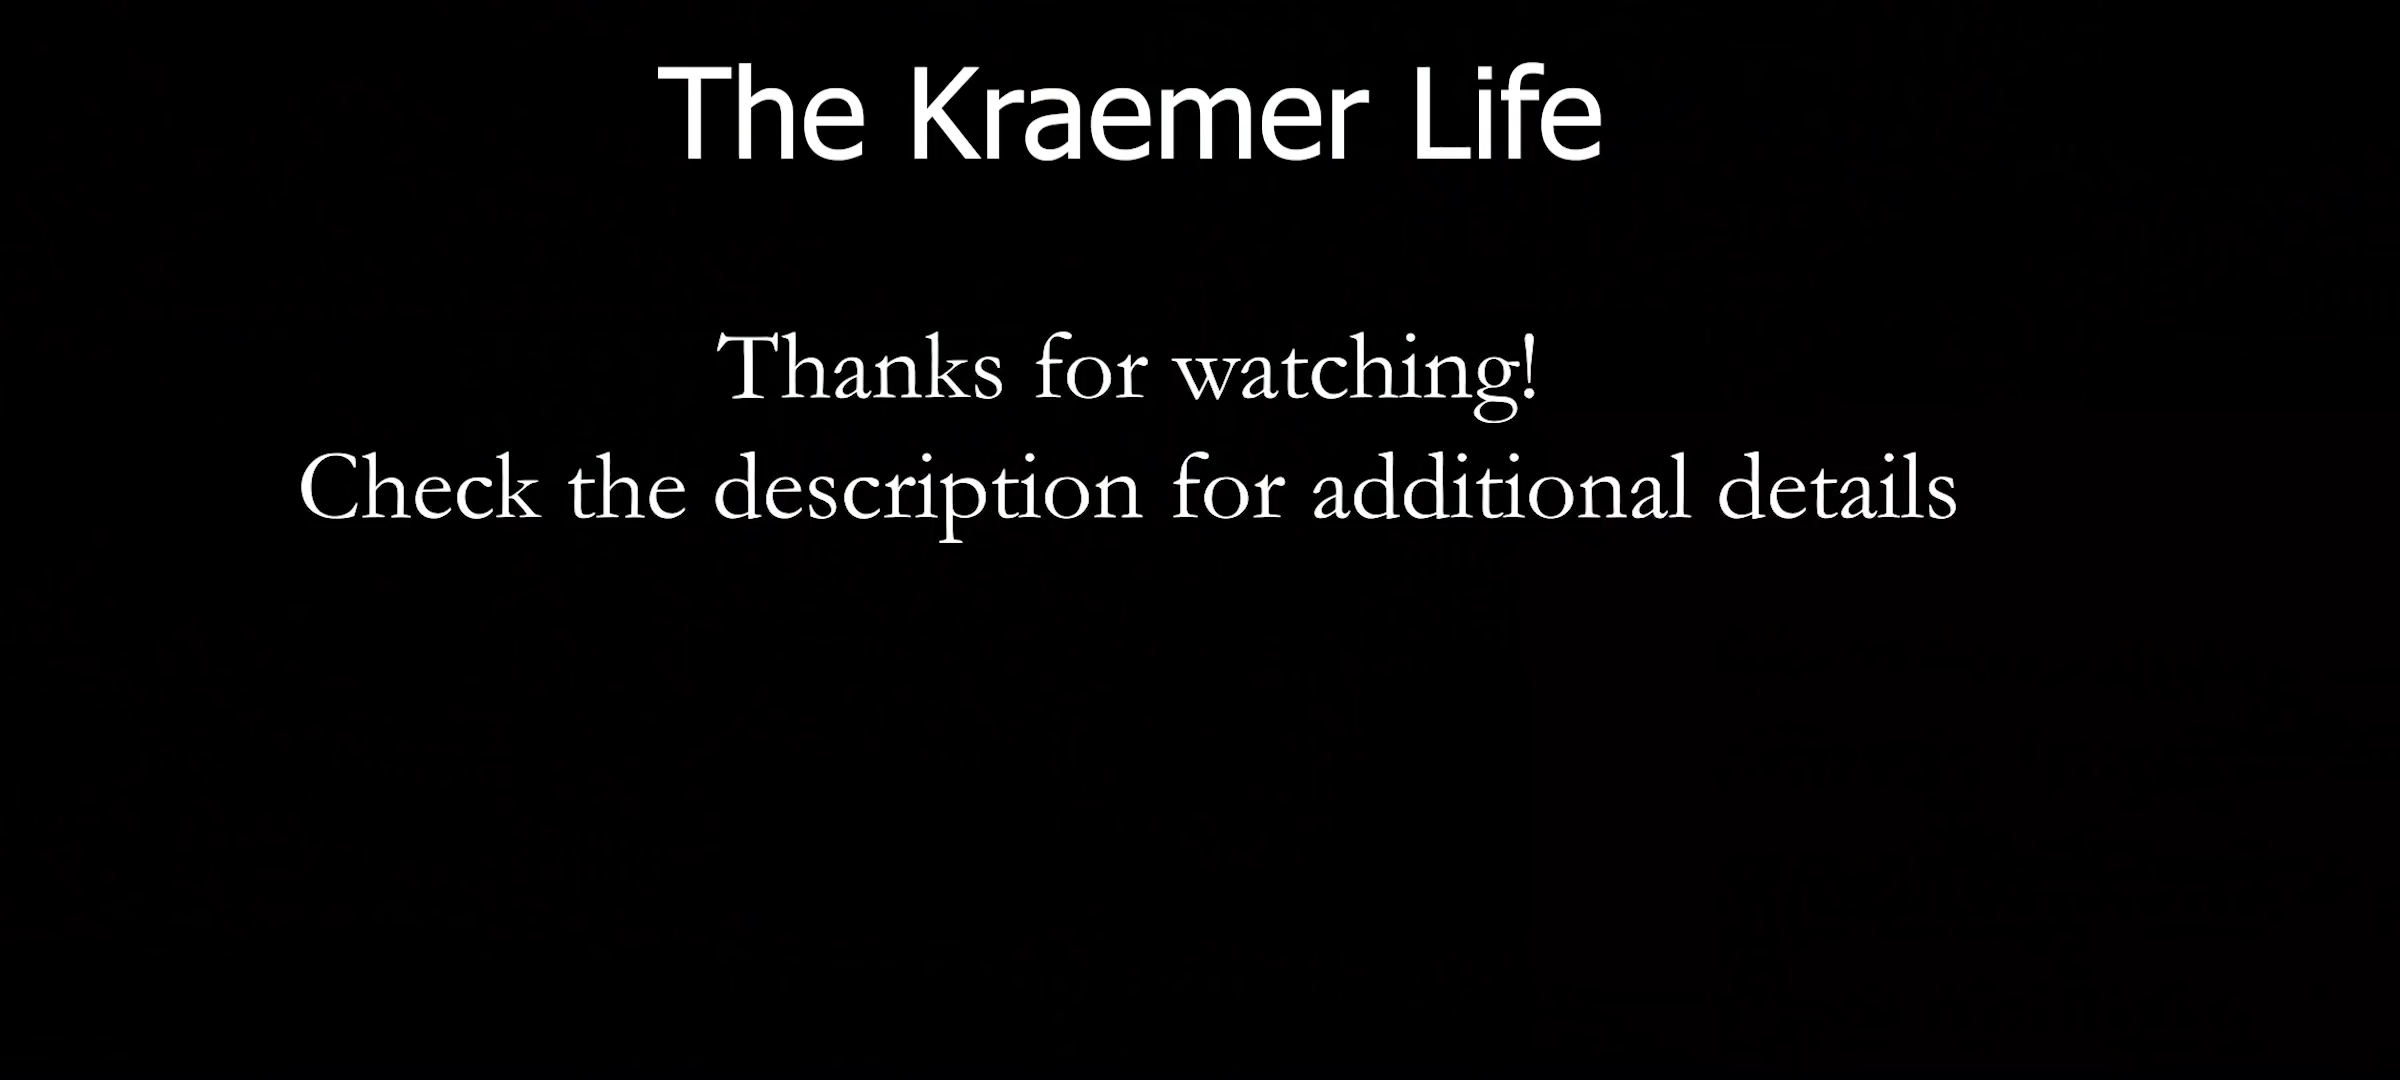 The Kraemer Life
Thanks for watching!
Check the description for additional details